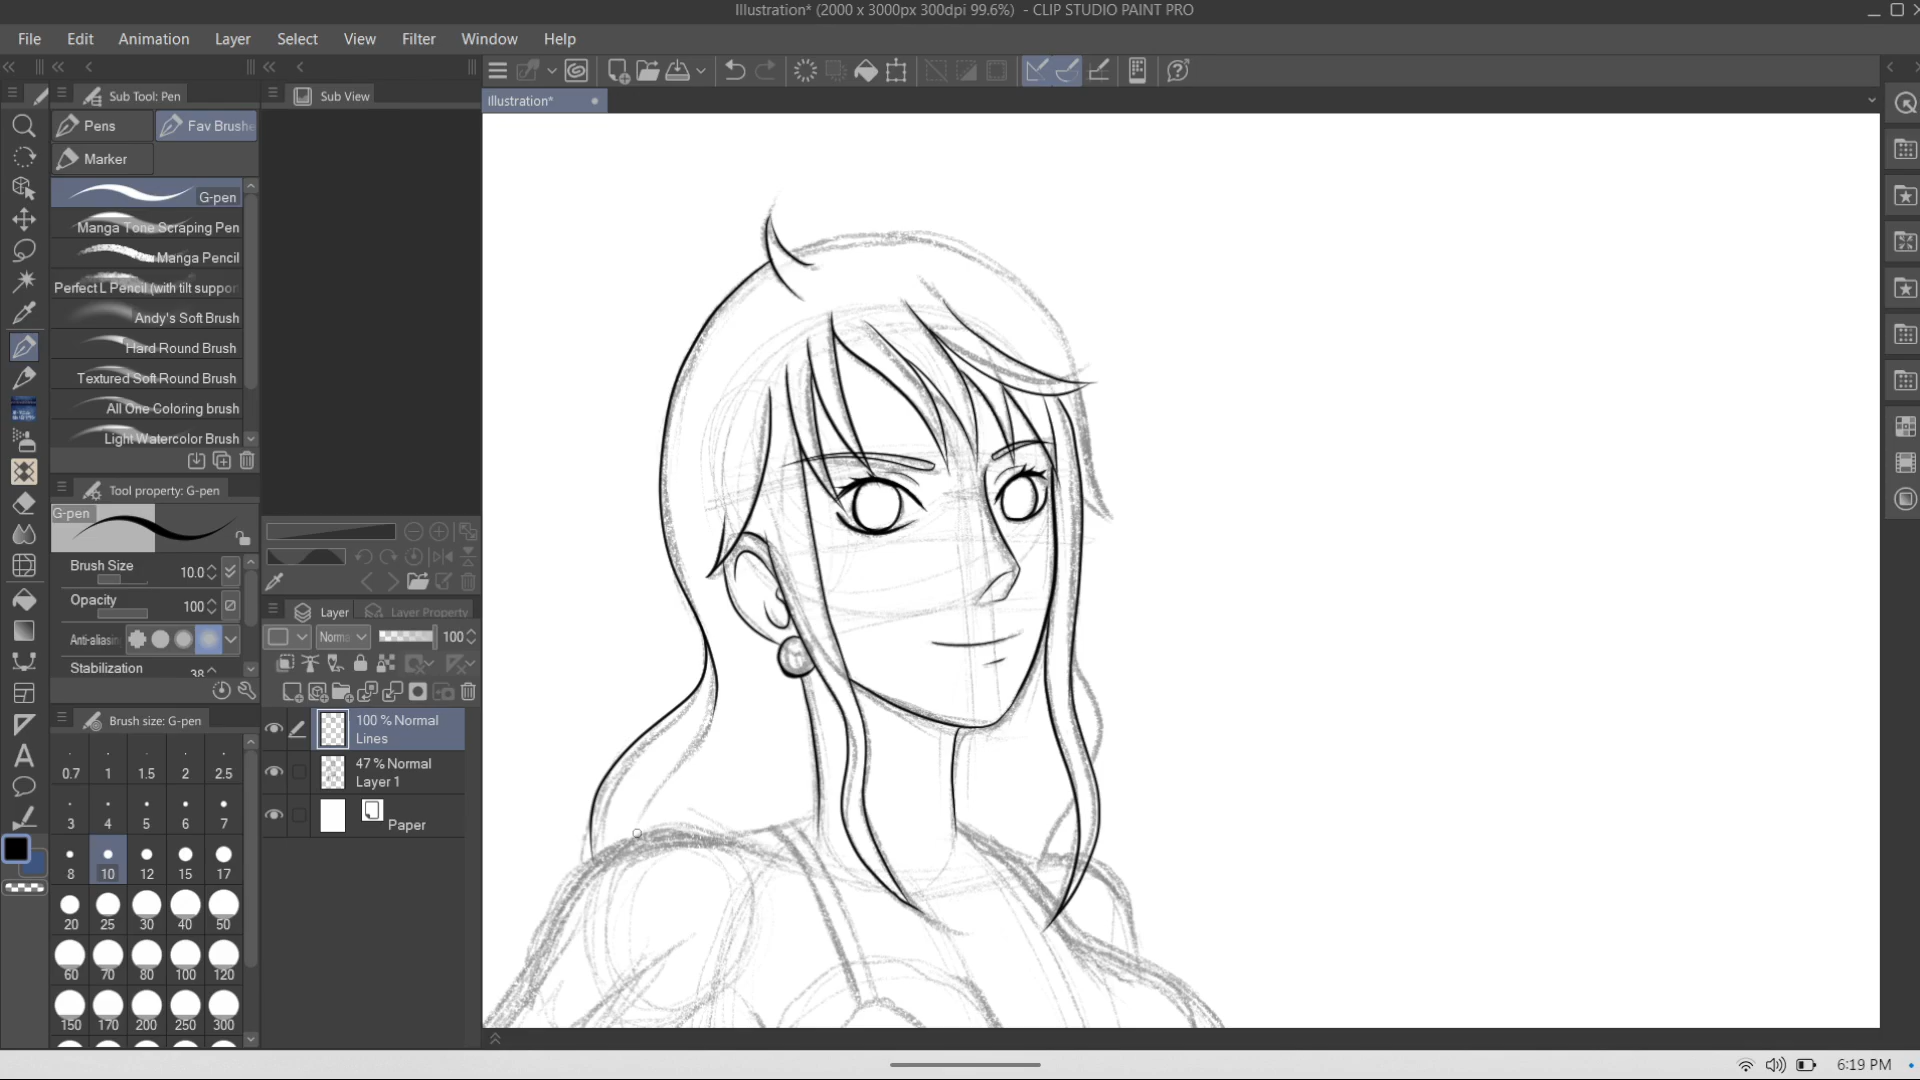 Illustration* (2000 x 3000px 300dpi 99.6%) - CLIP STUDIO PAINT PRO
File Edit Animation Layer Select View Filter Window Help
Sub Tool: Pen
Pens
Fav Brushe
Marker
G-pen
Manga Tone Scraping Pen
Manga Pencil
Perfect L Pencil (with tilt suppor
Andy's Soft Brush
Hard Round Brush
Textured Soft Round Brush
All One Coloring brush
Light Watercolor Brush
Tool property: G-pen
G-pen
Brush Size 10.0
Opacity 100
Anti-aliasin
Stabilization 38
Brush size: G-pen
0.7 1 1.5 2 2.5
3 4 5 6 7
8 10 12 15 17
20 25 30 40 50
60 70 80 100 120
150 170 200 250 300
Sub View
Layer Layer Property
Norma 100
100 % Normal
Lines
47 % Normal
Layer 1
Paper
Illustration*
6:19 PM